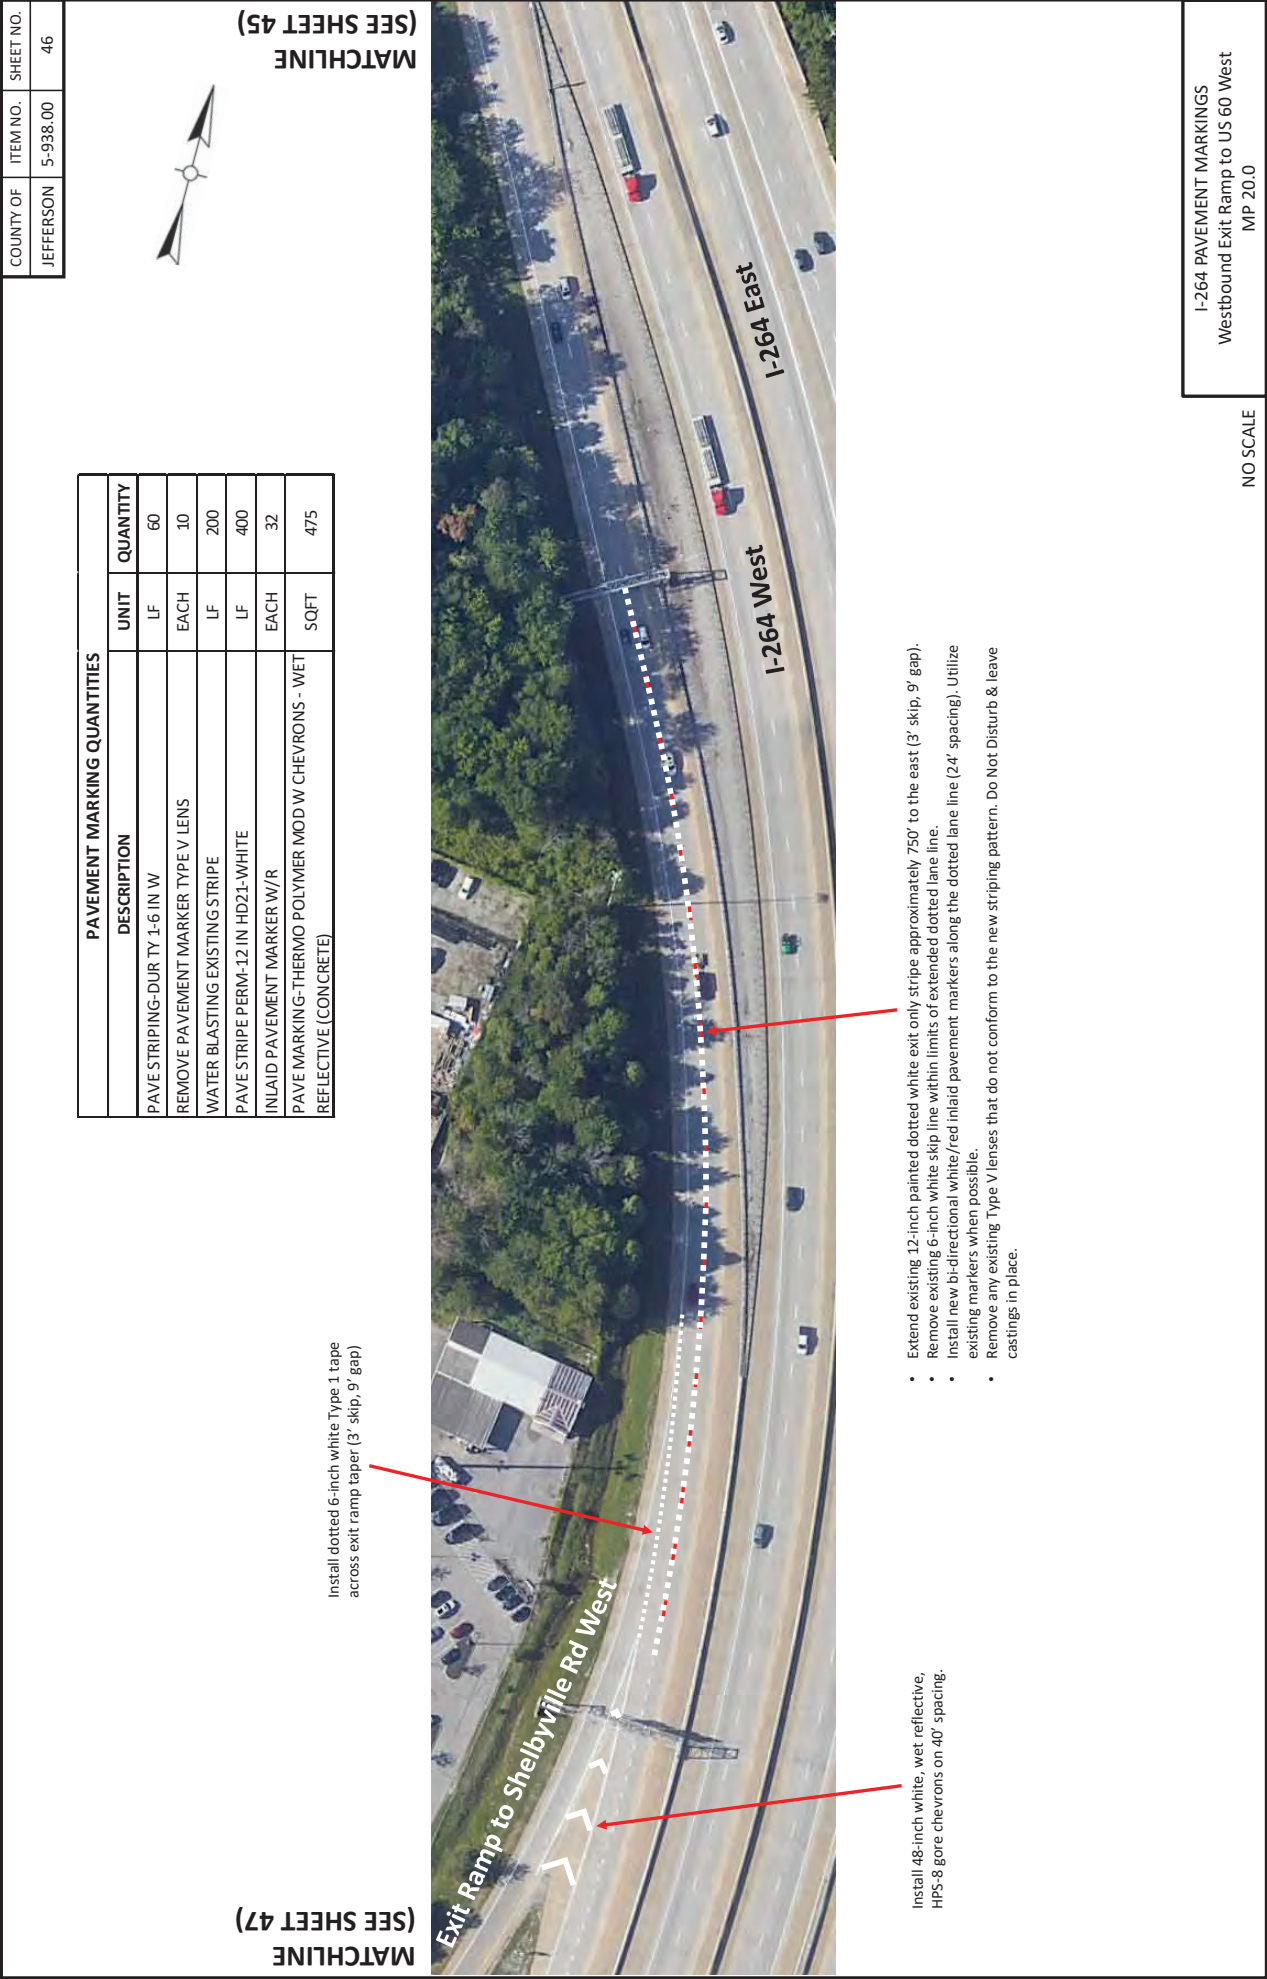 COUNTY OF ITEM NO. SHEET NO.
JEFFERSON 5-938.00 46
MATCHLINE
(SEE SHEET 47)
MATCHLINE
(SEE SHEET 45)
PAVEMENT MARKING QUANTITIES
DESCRIPTION UNIT QUANTITY
PAVE STRIPING-DUR TY 1-6 IN W LF 60
REMOVE PAVEMENT MARKER TYPE V LENS EACH 10
WATER BLASTING EXISTING STRIPE LF 200
PAVE STRIPE PERM-12 IN HD21-WHITE LF 400
INLAID PAVEMENT MARKER W/R EACH 32
PAVE MARKING-THERMO POLYMER MOD W CHEVRONS - WET
REFLECTIVE (CONCRETE) SQFT 475
Install dotted 6-inch white Type 1 tape
across exit ramp taper (3' skip, 9' gap)
Exit Ramp to Shelbyville Rd West
I-264 West
I-264 East
Install 48-inch white, wet reflective,
HPS-8 gore chevrons on 40' spacing.
• Extend existing 12-inch painted dotted white exit only stripe approximately 750' to the east (3' skip, 9' gap).
• Remove existing 6-inch white skip line within limits of extended dotted lane line.
• Install new bi-directional white/red inlaid pavement markers along the dotted lane line (24' spacing). Utilize
existing markers when possible.
• Remove any existing Type V lenses that do not conform to the new striping pattern. Do Not Disturb & leave
castings in place.
NO SCALE
I-264 PAVEMENT MARKINGS
Westbound Exit Ramp to US 60 West
MP 20.0